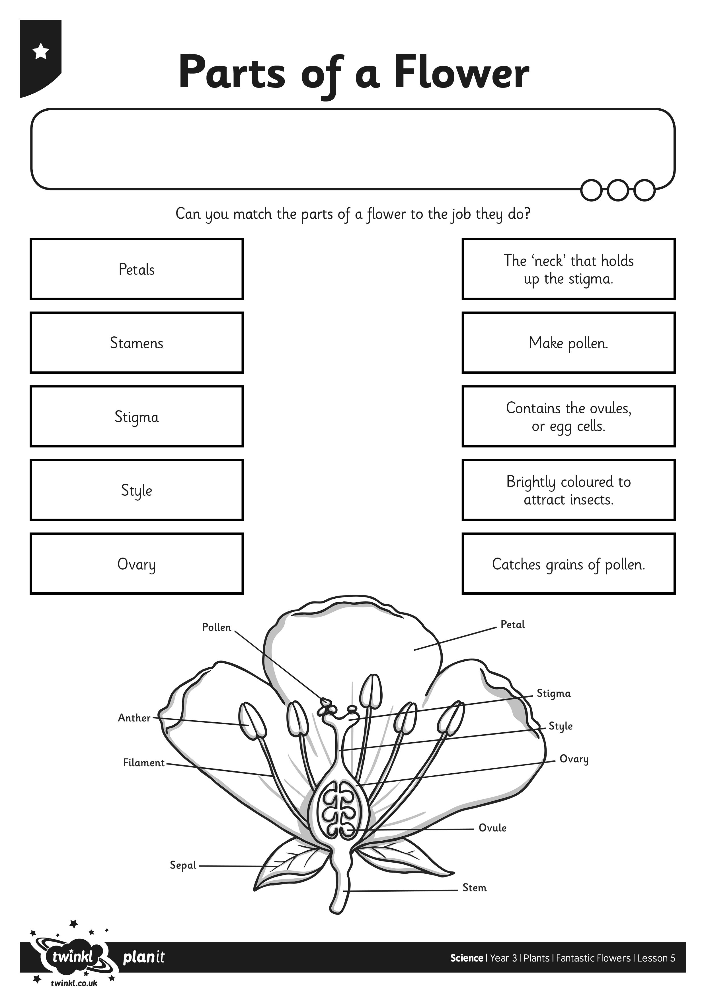 Parts of a Flower
Can you match the parts of a flower to the job they do?
Petals
The ‘neck’ that holds
up the stigma.
Stamens
Make pollen.
Stigma
Contains the ovules,
or egg cells.
Style
Brightly coloured to
attract insects.
Ovary
Catches grains of pollen.
Pollen
Petal
Stigma
Anther
Style
Filament
Ovary
Ovule
Sepal
Stem
twinkl
planit
Science | Year 3 | Plants | Fantastic Flowers | Lesson 5
twinkl.co.uk